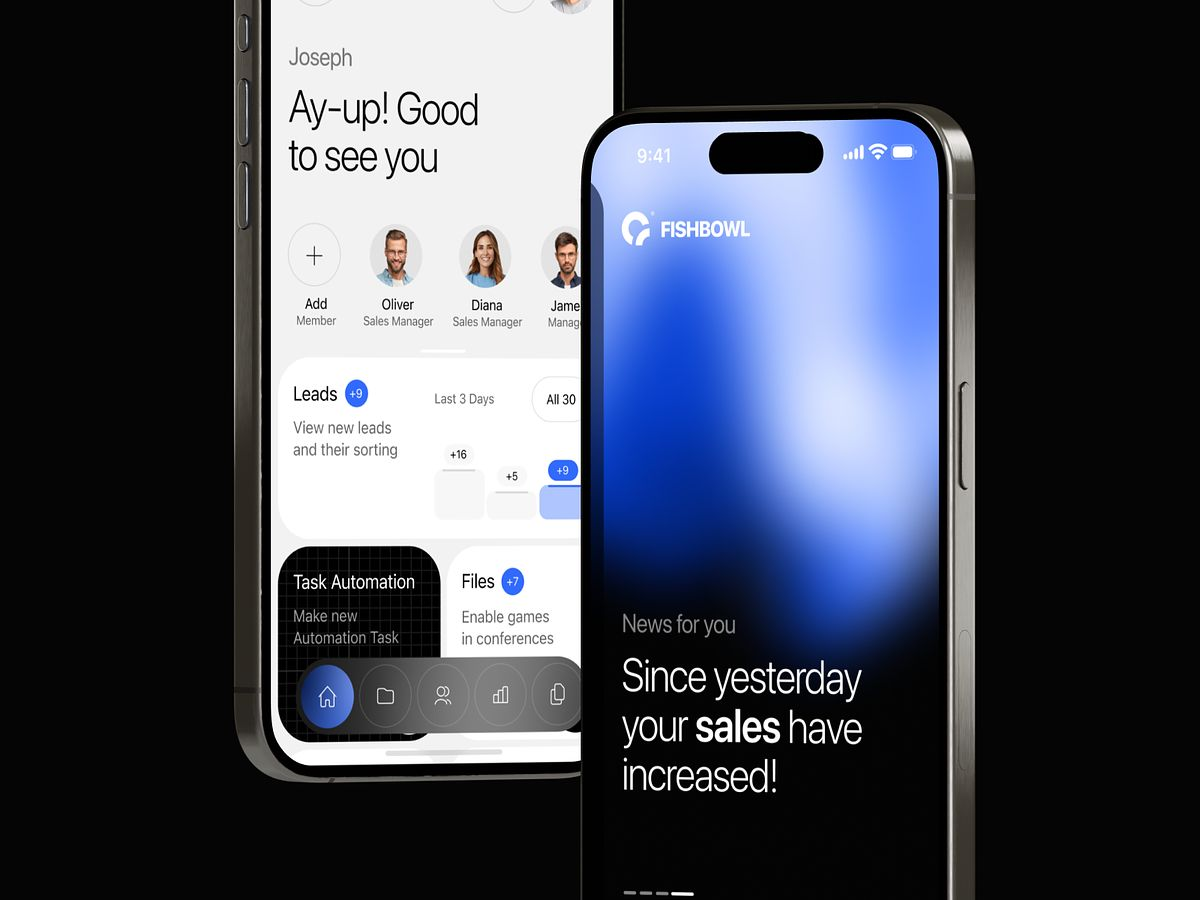 Joseph
Ay-up! Good
to see you
Add
Member
Oliver
Sales Manager
Diana
Sales Manager
Jame
Manag
Leads +9
View new leads
and their sorting
Last 3 Days
All 30
+16
+5
+9
Task Automation
Make new
Automation Task
Files +7
Enable games
in conferences
9:41
FISHBOWL
News for you
Since yesterday
your sales have
increased!